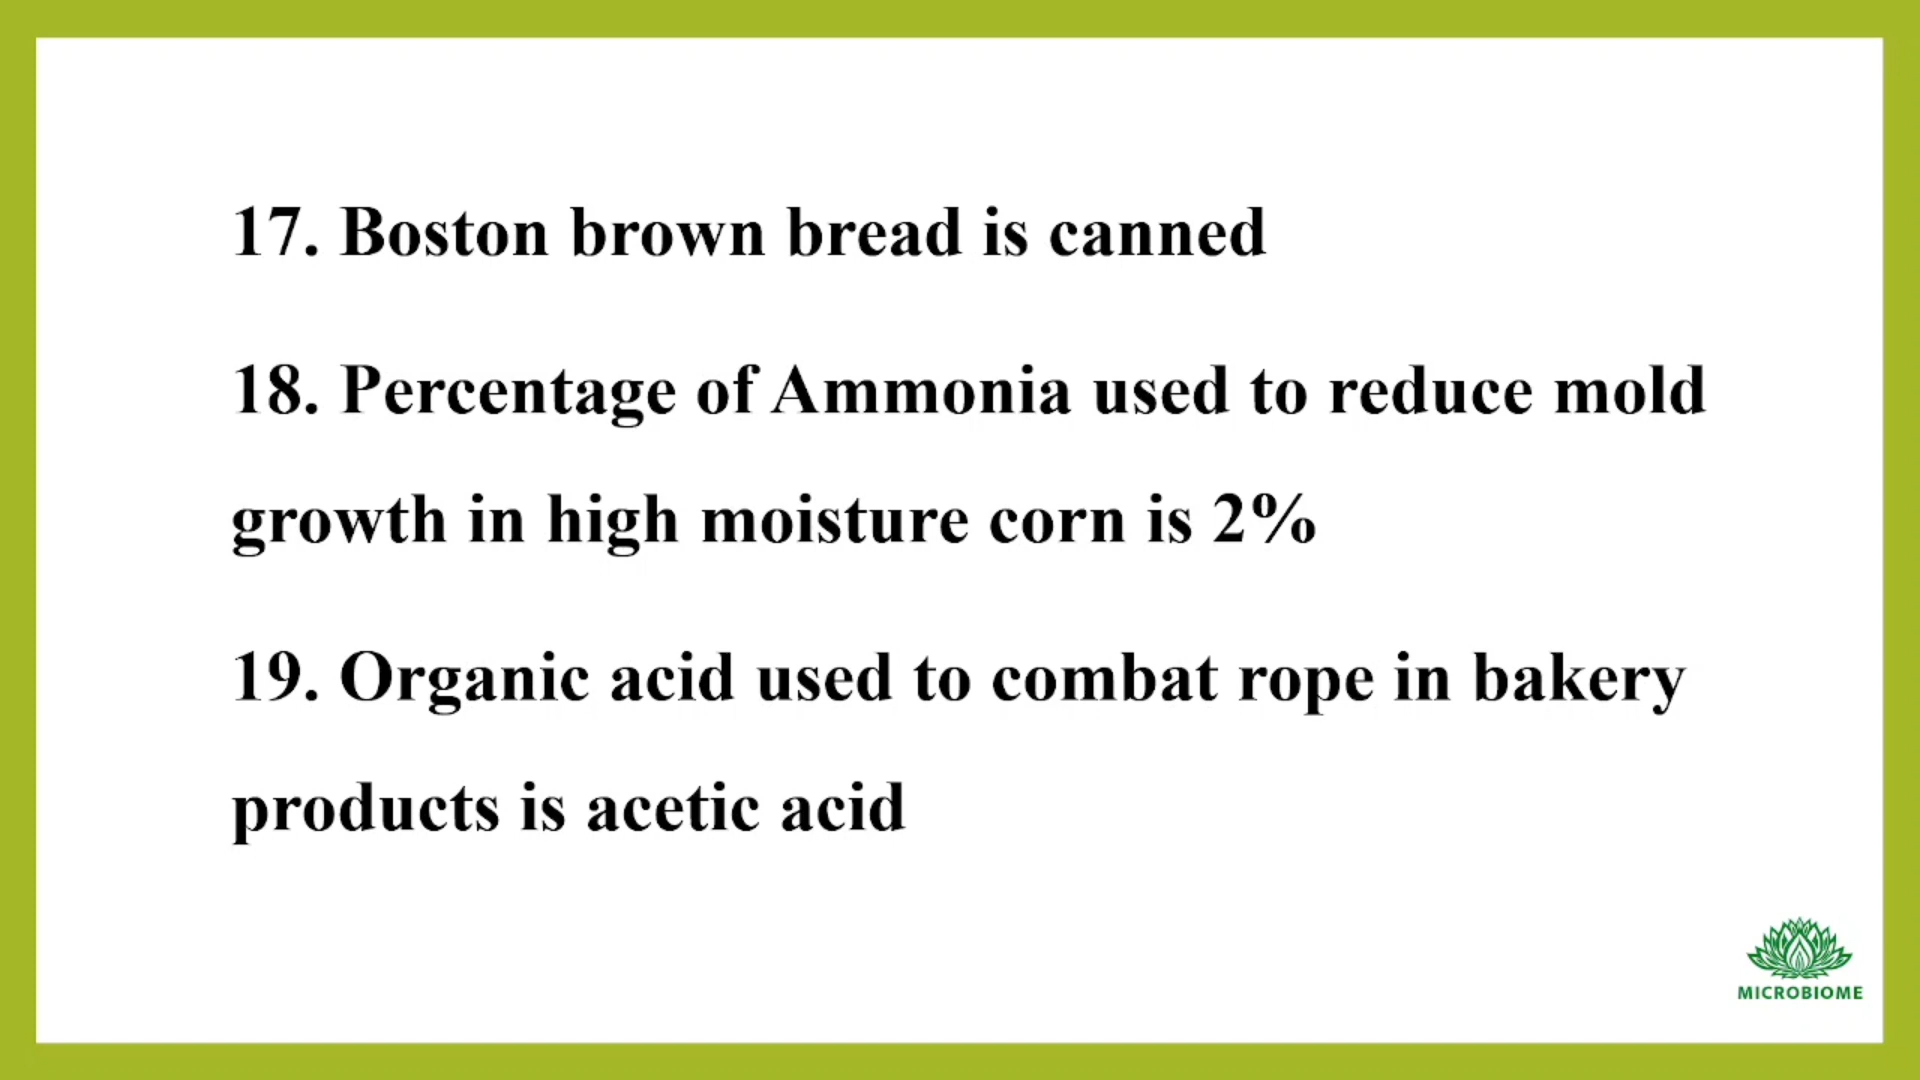 17. Boston brown bread is canned
18. Percentage of Ammonia used to reduce mold
growth in high moisture corn is 2%
19. Organic acid used to combat rope in bakery
products is acetic acid
MICROBIOME